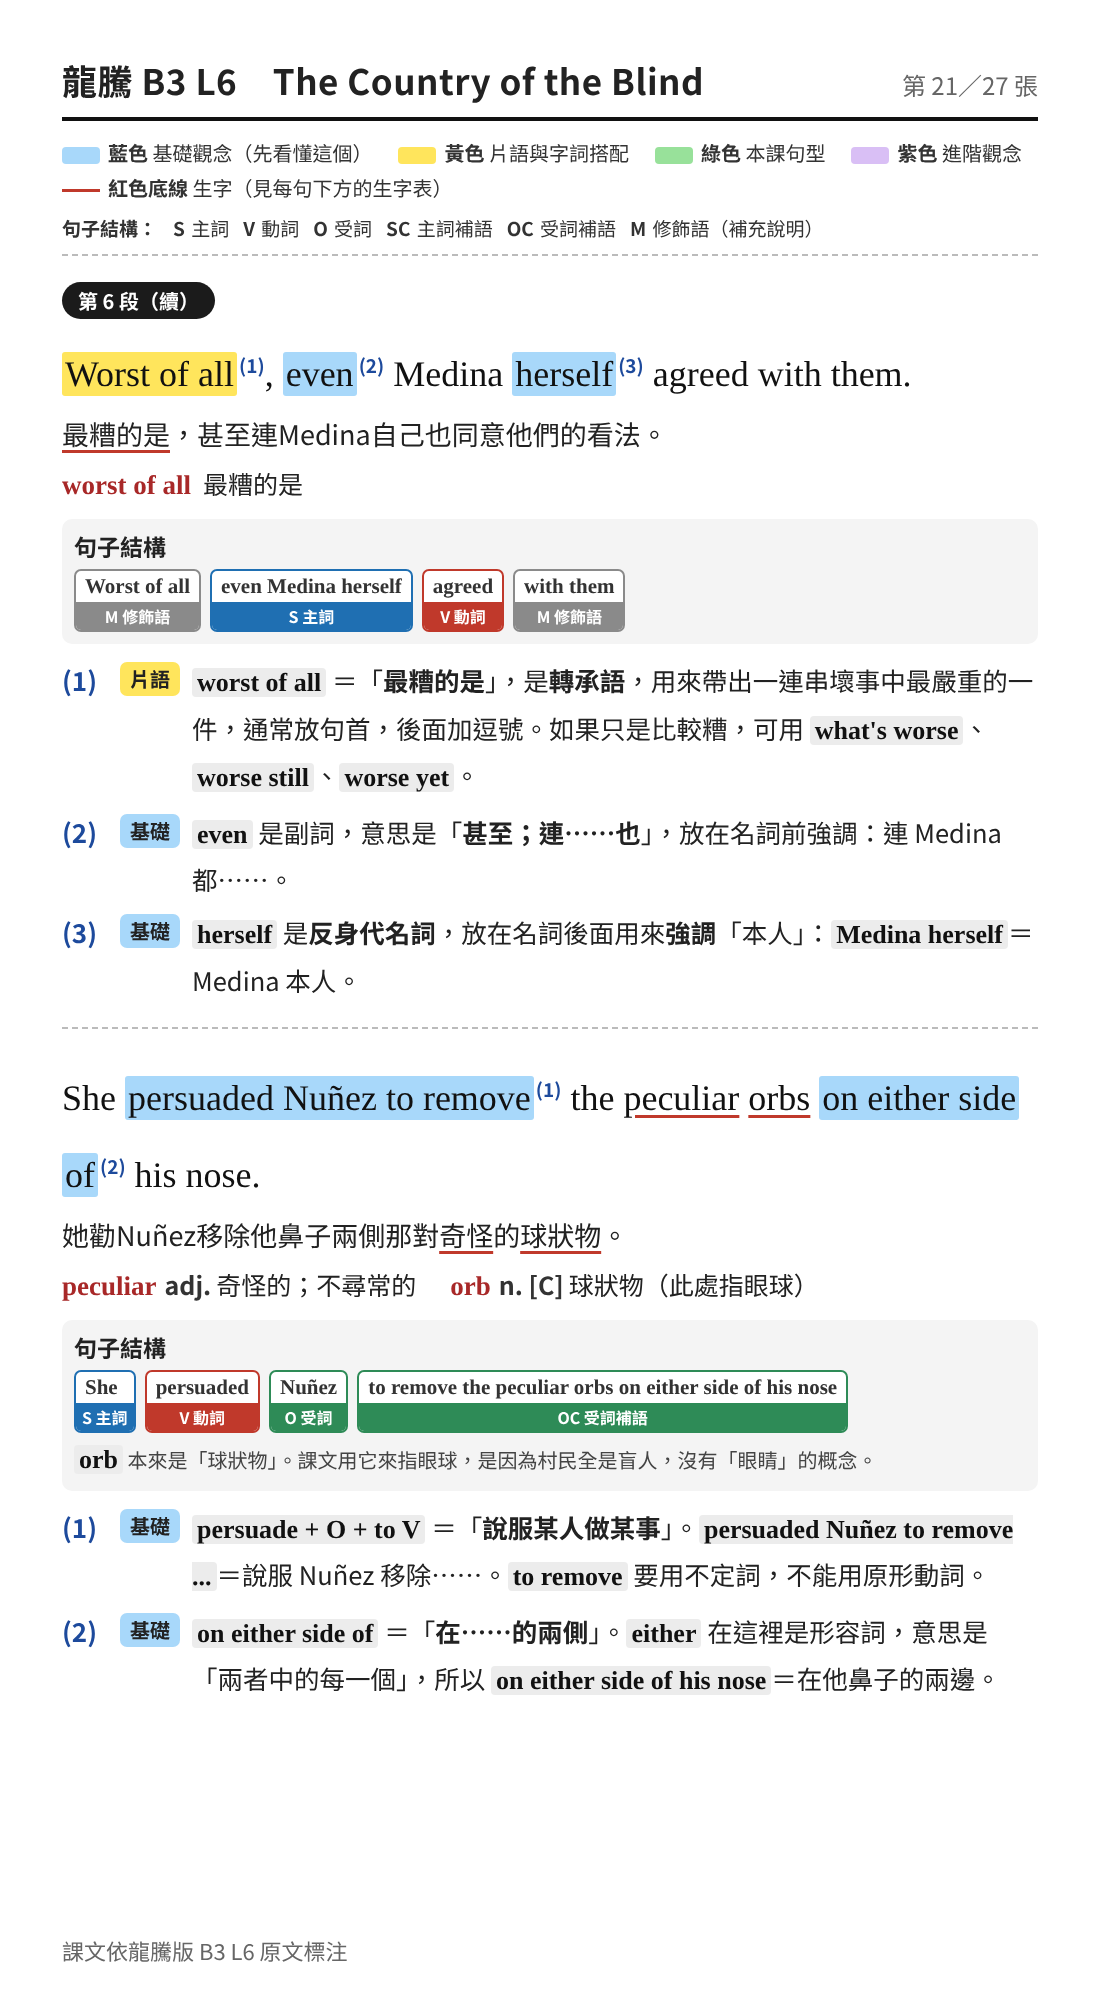 龍騰 B3 L6　The Country of the Blind
第 21／27 張
藍色 基礎觀念（先看懂這個）　黃色 片語與字詞搭配　綠色 本課句型　紫色 進階觀念
紅色底線 生字（見每句下方的生字表）
句子結構： S 主詞 V 動詞 O 受詞 SC 主詞補語 OC 受詞補語 M 修飾語（補充說明）
第 6 段（續）
Worst of all(1), even(2) Medina herself(3) agreed with them.
最糟的是，甚至連Medina自己也同意他們的看法。
worst of all 最糟的是
句子結構
Worst of all　even Medina herself　agreed　with them
M 修飾語　S 主詞　V 動詞　M 修飾語
(1) 片語 worst of all ＝「最糟的是」，是轉承語，用來帶出一連串壞事中最嚴重的一
件，通常放句首，後面加逗號。如果只是比較糟，可用 what's worse、
worse still、worse yet。
(2) 基礎 even 是副詞，意思是「甚至；連……也」，放在名詞前強調：連 Medina
都……。
(3) 基礎 herself 是反身代名詞，放在名詞後面用來強調「本人」：Medina herself＝
Medina 本人。
She persuaded Nuñez to remove(1) the peculiar orbs on either side
of(2) his nose.
她勸Nuñez移除他鼻子兩側那對奇怪的球狀物。
peculiar adj. 奇怪的；不尋常的　orb n. [C] 球狀物（此處指眼球）
句子結構
She　persuaded　Nuñez　to remove the peculiar orbs on either side of his nose
S 主詞　V 動詞　O 受詞　OC 受詞補語
orb 本來是「球狀物」。課文用它來指眼球，是因為村民全是盲人，沒有「眼睛」的概念。
(1) 基礎 persuade + O + to V ＝「說服某人做某事」。persuaded Nuñez to remove
...＝說服 Nuñez 移除……。to remove 要用不定詞，不能用原形動詞。
(2) 基礎 on either side of ＝「在……的兩側」。either 在這裡是形容詞，意思是
「兩者中的每一個」，所以 on either side of his nose＝在他鼻子的兩邊。
課文依龍騰版 B3 L6 原文標注